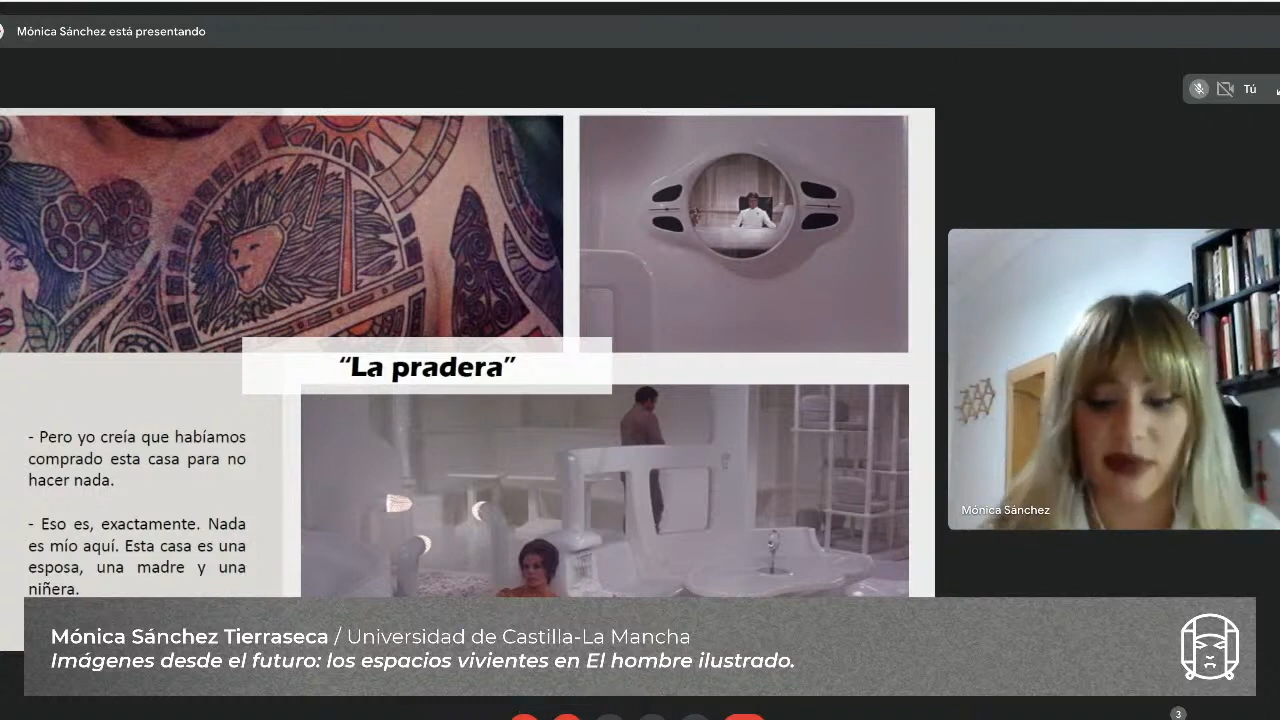 Mónica Sánchez está presentando
Tú
“La pradera”
- Pero yo creía que habíamos
comprado esta casa para no
hacer nada.
- Eso es, exactamente. Nada
es mío aquí. Esta casa es una
esposa, una madre y una
niñera.
Mónica Sánchez
Mónica Sánchez Tierraseca / Universidad de Castilla-La Mancha
Imágenes desde el futuro: los espacios vivientes en El hombre ilustrado.
3